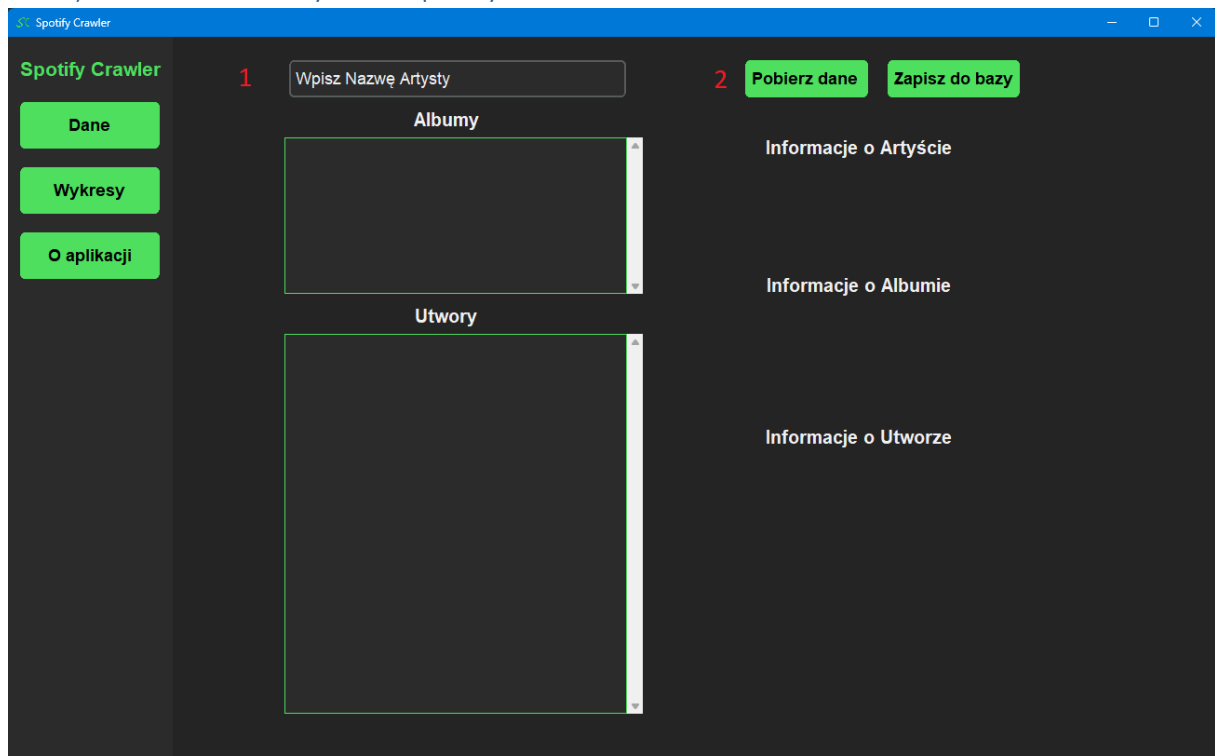 Spotify Crawler
Spotify Crawler
Dane
Wykresy
O aplikacji
1
Wpisz Nazwę Artysty
2
Pobierz dane
Zapisz do bazy
Albumy
Informacje o Artyście
Informacje o Albumie
Utwory
Informacje o Utworze